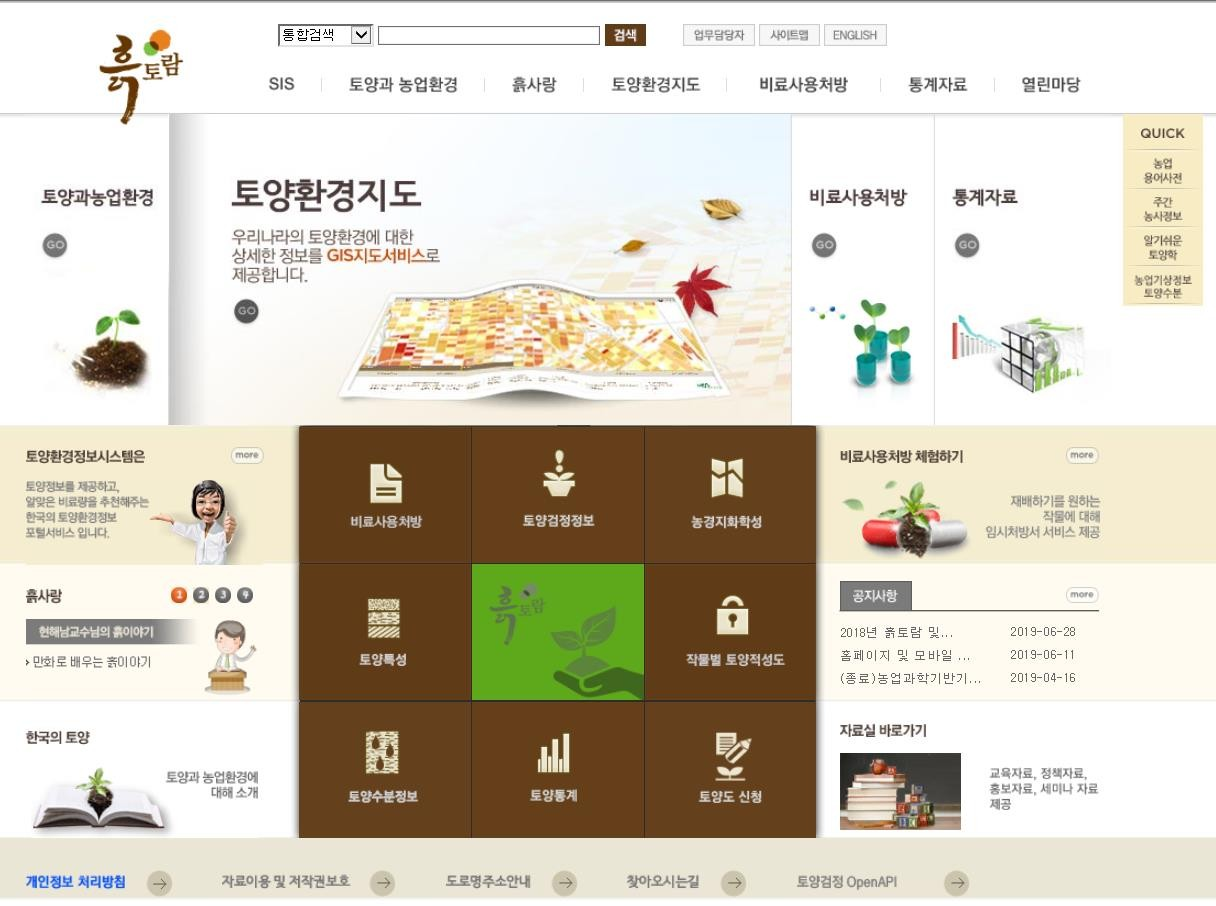 흙토람
통합검색
검색
업무담당자
사이트맵
ENGLISH
SIS
토양과 농업환경
흙사랑
토양환경지도
비료사용처방
통계자료
열린마당
토양과농업환경
GO
토양환경지도
우리나라의 토양환경에 대한
상세한 정보를 GIS지도서비스로
제공합니다.
GO
비료사용처방
GO
통계자료
GO
QUICK
농업
용어사전
주간
농사정보
알기쉬운
토양학
농업기상정보
토양수분
토양환경정보시스템은
more
토양정보를 제공하고,
알맞은 비료량을 추천해주는
한국의 토양환경정보
포털서비스 입니다.
비료사용처방
토양검정정보
농경지화학성
비료사용처방 체험하기
more
재배하기를 원하는
작물에 대해
임시처방서 서비스 제공
흙사랑
1 2 3 4
현해남교수님의 흙이야기
만화로 배우는 흙이야기
토양특성
흙토람
작물별 토양적성도
공지사항
more
2018년 흙토람 및... 2019-06-28
홈페이지 및 모바일 ... 2019-06-11
(종료)농업과학기반기... 2019-04-16
한국의 토양
토양과 농업환경에
대해 소개
토양수분정보
토양통계
토양도 신청
자료실 바로가기
교육자료, 정책자료,
홍보자료, 세미나 자료
제공
개인정보 처리방침
자료이용 및 저작권보호
도로명주소안내
찾아오시는길
토양검정 OpenAPI